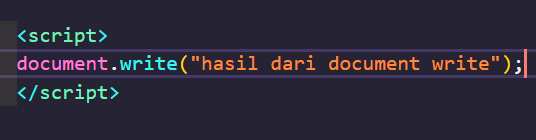 <script>
document.write("hasil dari document write");
</script>